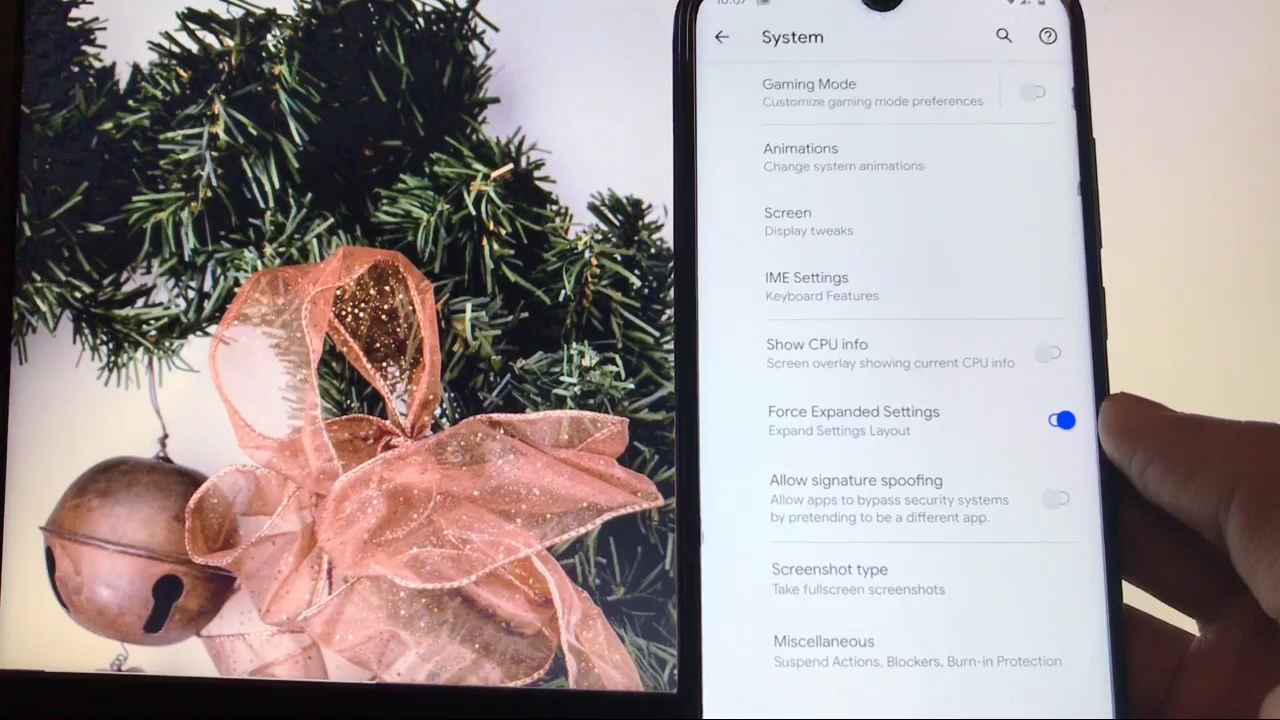 System
Gaming Mode
Customize gaming mode preferences
Animations
Change system animations
Screen
Display tweaks
IME Settings
Keyboard Features
Show CPU info
Screen overlay showing current CPU info
Force Expanded Settings
Expand Settings Layout
Allow signature spoofing
Allow apps to bypass security systems
by pretending to be a different app.
Screenshot type
Take fullscreen screenshots
Miscellaneous
Suspend Actions, Blockers, Burn-in Protection